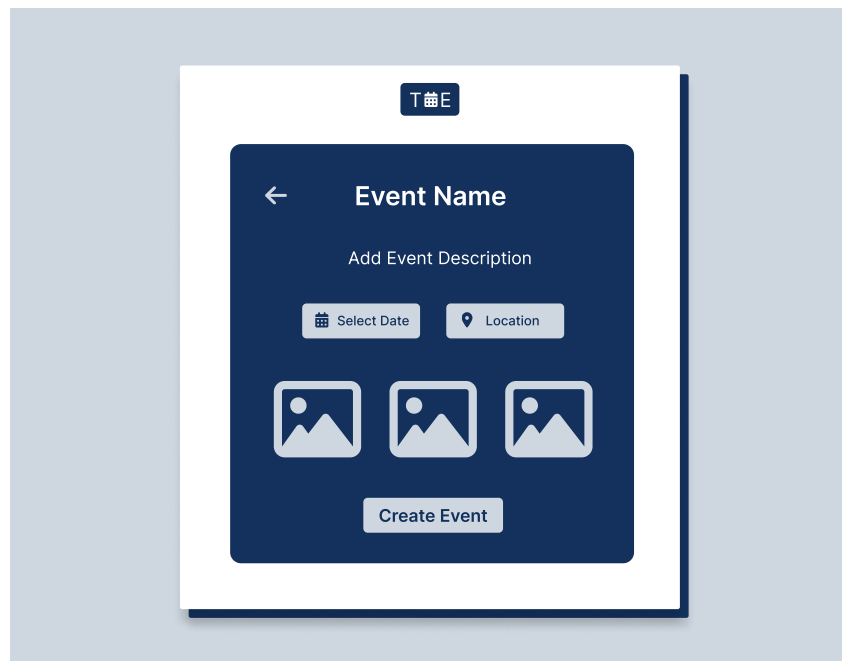 T E
Event Name
Add Event Description
Select Date
Location
Create Event